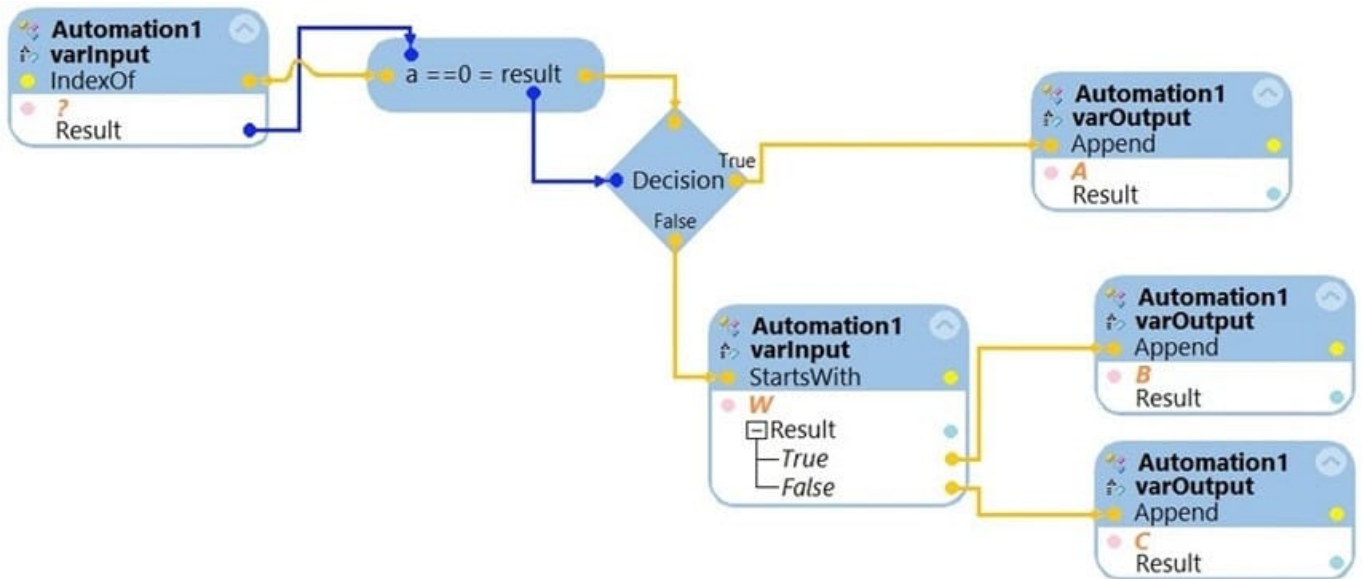 Automation1
varInput
IndexOf
?
Result
a ==0 = result
Decision
True
False
Automation1
varOutput
Append
A
Result
Automation1
varInput
StartsWith
W
Result
True
False
Automation1
varOutput
Append
B
Result
Automation1
varOutput
Append
C
Result